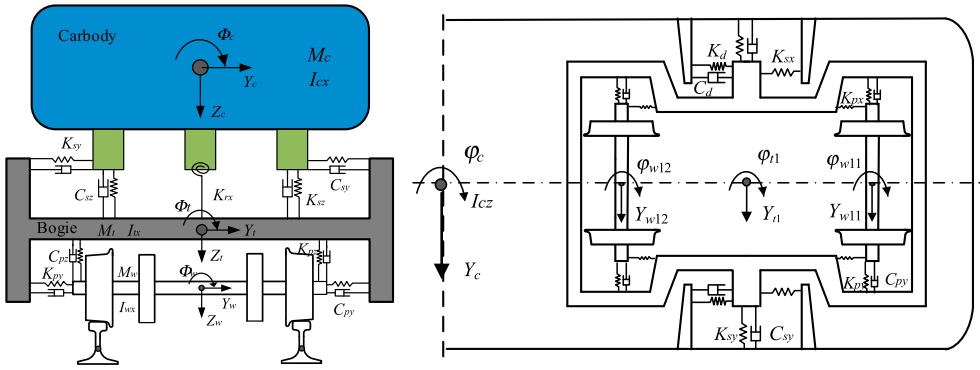 Carbody
Φc
Mc
Yc
Icx
Zc
Ksy
Csz
Krx
Ksz
Csy
Φt
Bogie
Mt
Itx
Yt
Zt
Cpz
Kpz
Kpy
Mw
Φw
Iwx
Yw
Zw
Cpy
Kd
Ksx
Cd
Kpx
φc
φw12
φt1
φw11
Icz
Yw12
Yt1
Yw11
Yc
Kpy
Cpy
Ksy
Csy